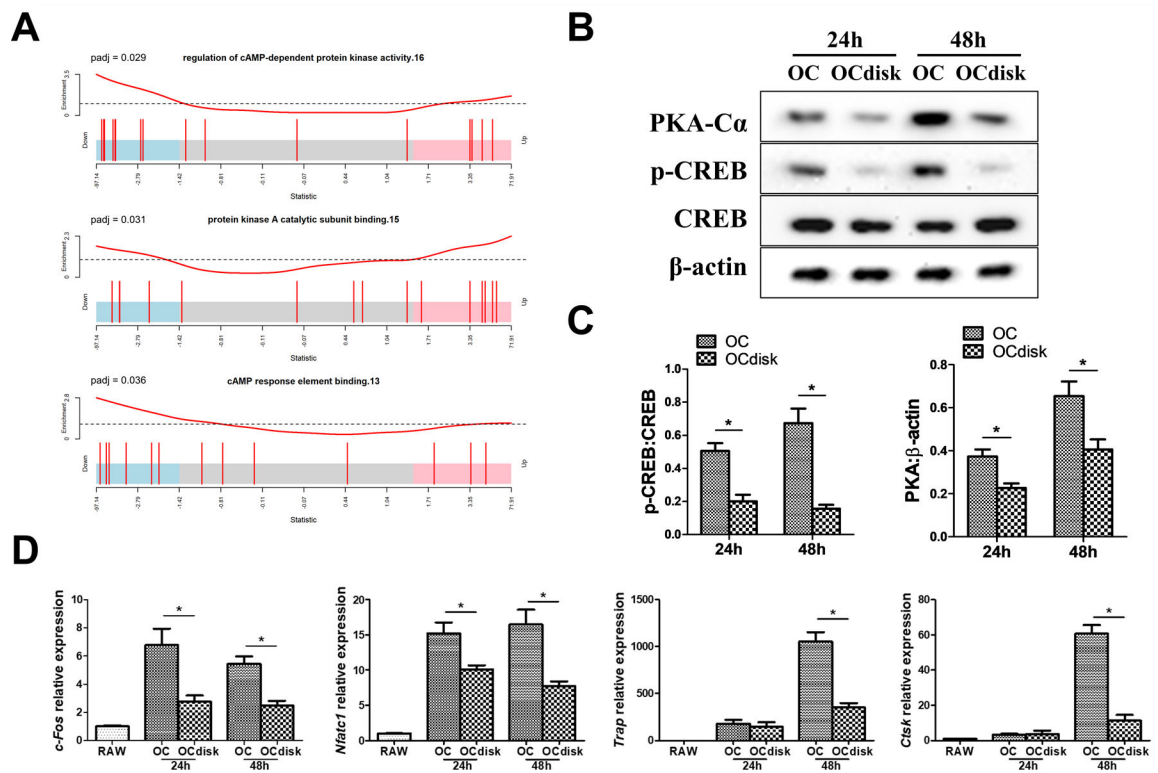 A
padj = 0.029
regulation of cAMP-dependent protein kinase activity.16
Enrichment
0
3.5
Down
Up
-97.14 -2.79 -1.42 -0.81 -0.11 -0.07 0.44 1.04 1.71 3.35 71.91
Statistic
padj = 0.031
protein kinase A catalytic subunit binding.15
Enrichment
0
2.3
Down
Up
-97.14 -2.79 -1.42 -0.81 -0.11 -0.07 0.44 1.04 1.71 3.35 71.91
Statistic
padj = 0.036
cAMP response element binding.13
Enrichment
0
2.8
Down
Up
-97.14 -2.79 -1.42 -0.81 -0.11 -0.07 0.44 1.04 1.71 3.35 71.91
Statistic
B
24h 48h
OC OCdisk OC OCdisk
PKA-Cα
p-CREB
CREB
β-actin
C
OC
OCdisk
p-CREB:CREB
1.0
0.8
0.6
0.4
0.2
0.0
*
*
24h 48h
OC
OCdisk
PKA:β-actin
0.8
0.6
0.4
0.2
0.0
*
*
24h 48h
D
c-Fos relative expression
10
8
6
4
2
0
*
*
RAW OC OCdisk OC OCdisk
24h 48h
Nfatc1 relative expression
20
15
10
5
0
*
*
RAW OC OCdisk OC OCdisk
24h 48h
Trap relative expression
1500
1000
500
0
*
RAW OC OCdisk OC OCdisk
24h 48h
Ctsk relative expression
80
60
40
20
0
*
RAW OC OCdisk OC OCdisk
24h 48h